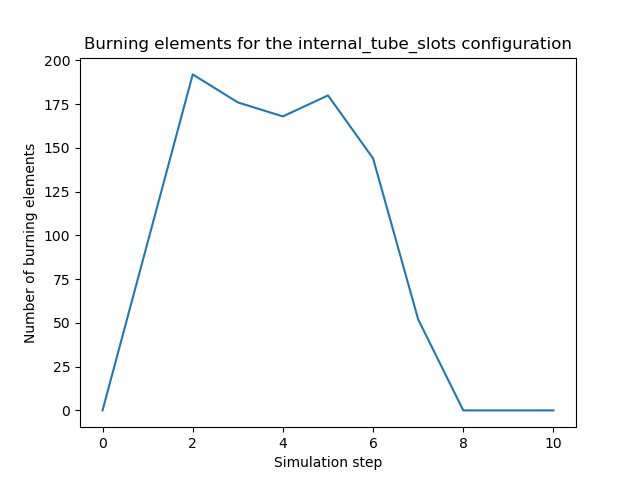 Burning elements for the internal_tube_slots configuration
200
175
150
125
100
75
50
25
0
Number of burning elements
0 2 4 6 8 10
Simulation step